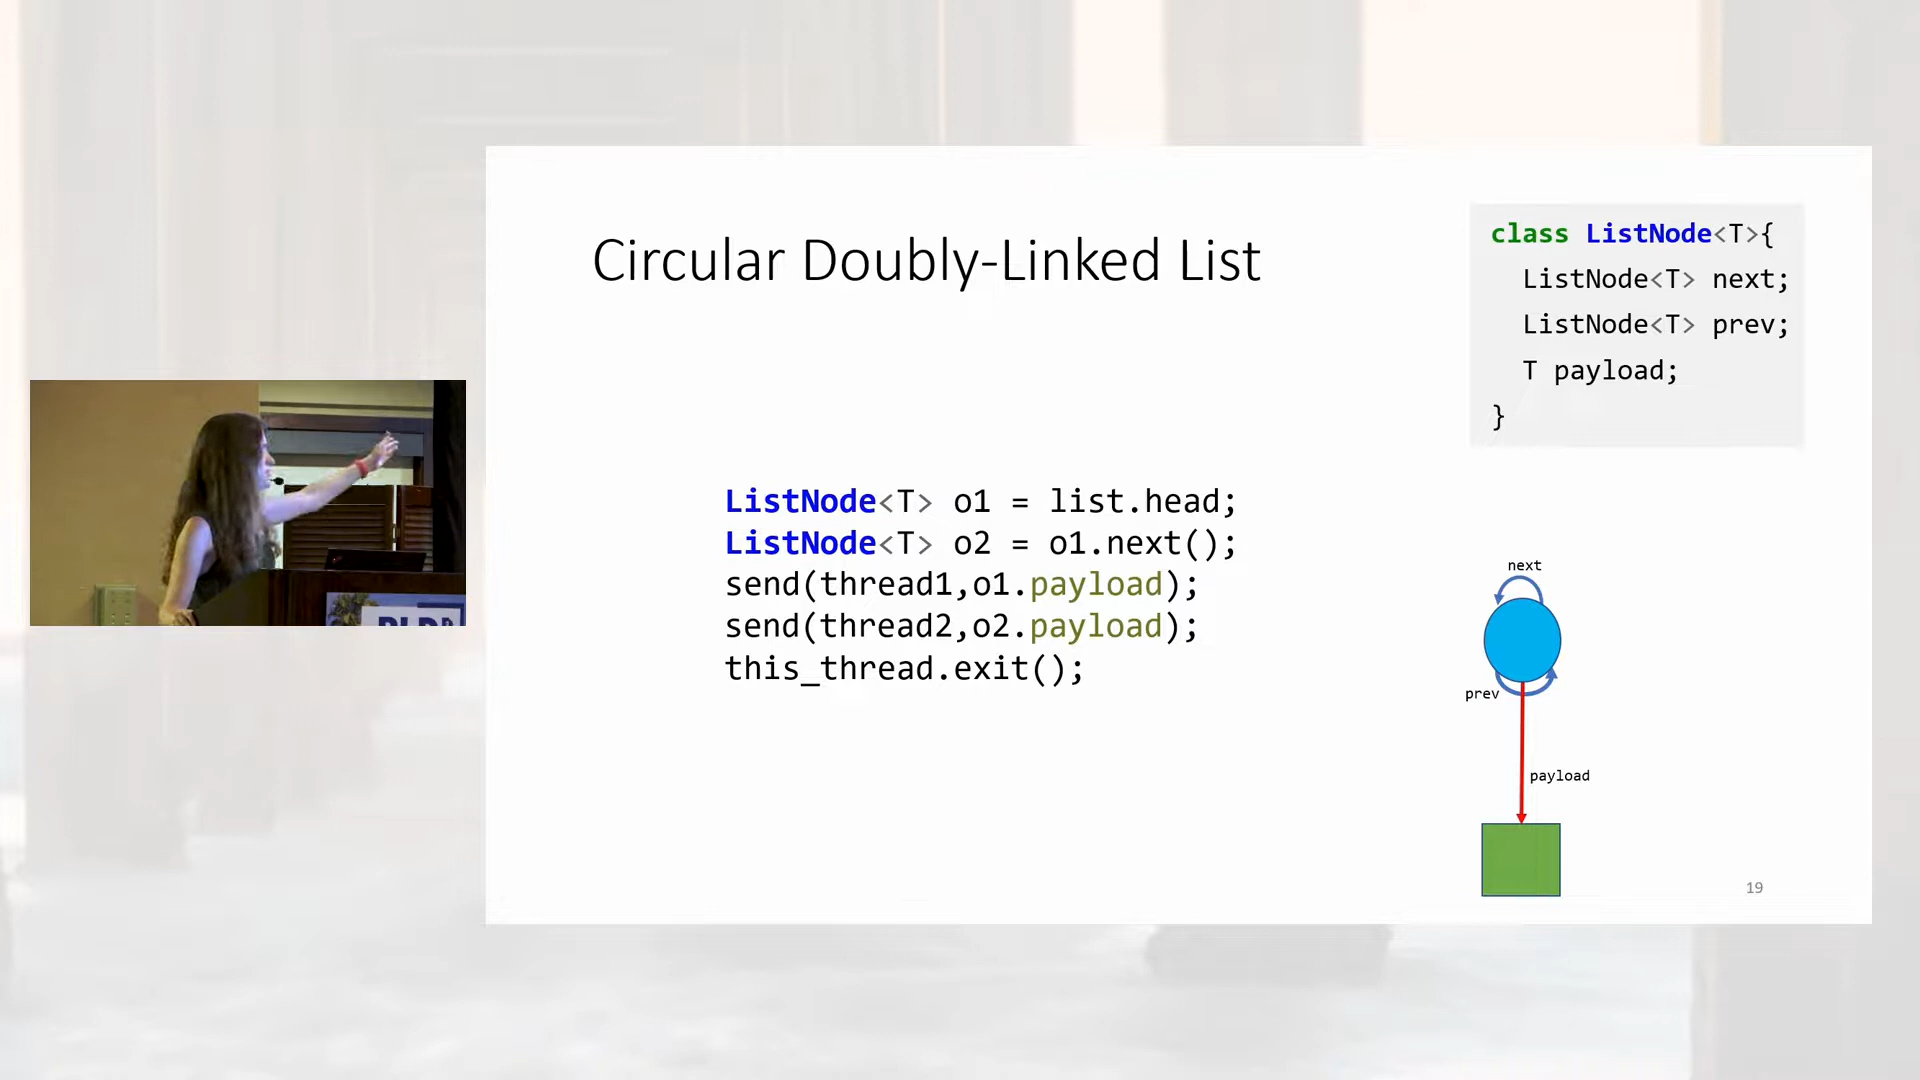 Circular Doubly-Linked List
class ListNode<T>{
ListNode<T> next;
ListNode<T> prev;
T payload;
}
ListNode<T> o1 = list.head;
ListNode<T> o2 = o1.next();
send(thread1,o1.payload);
send(thread2,o2.payload);
this_thread.exit();
next
prev
payload
19